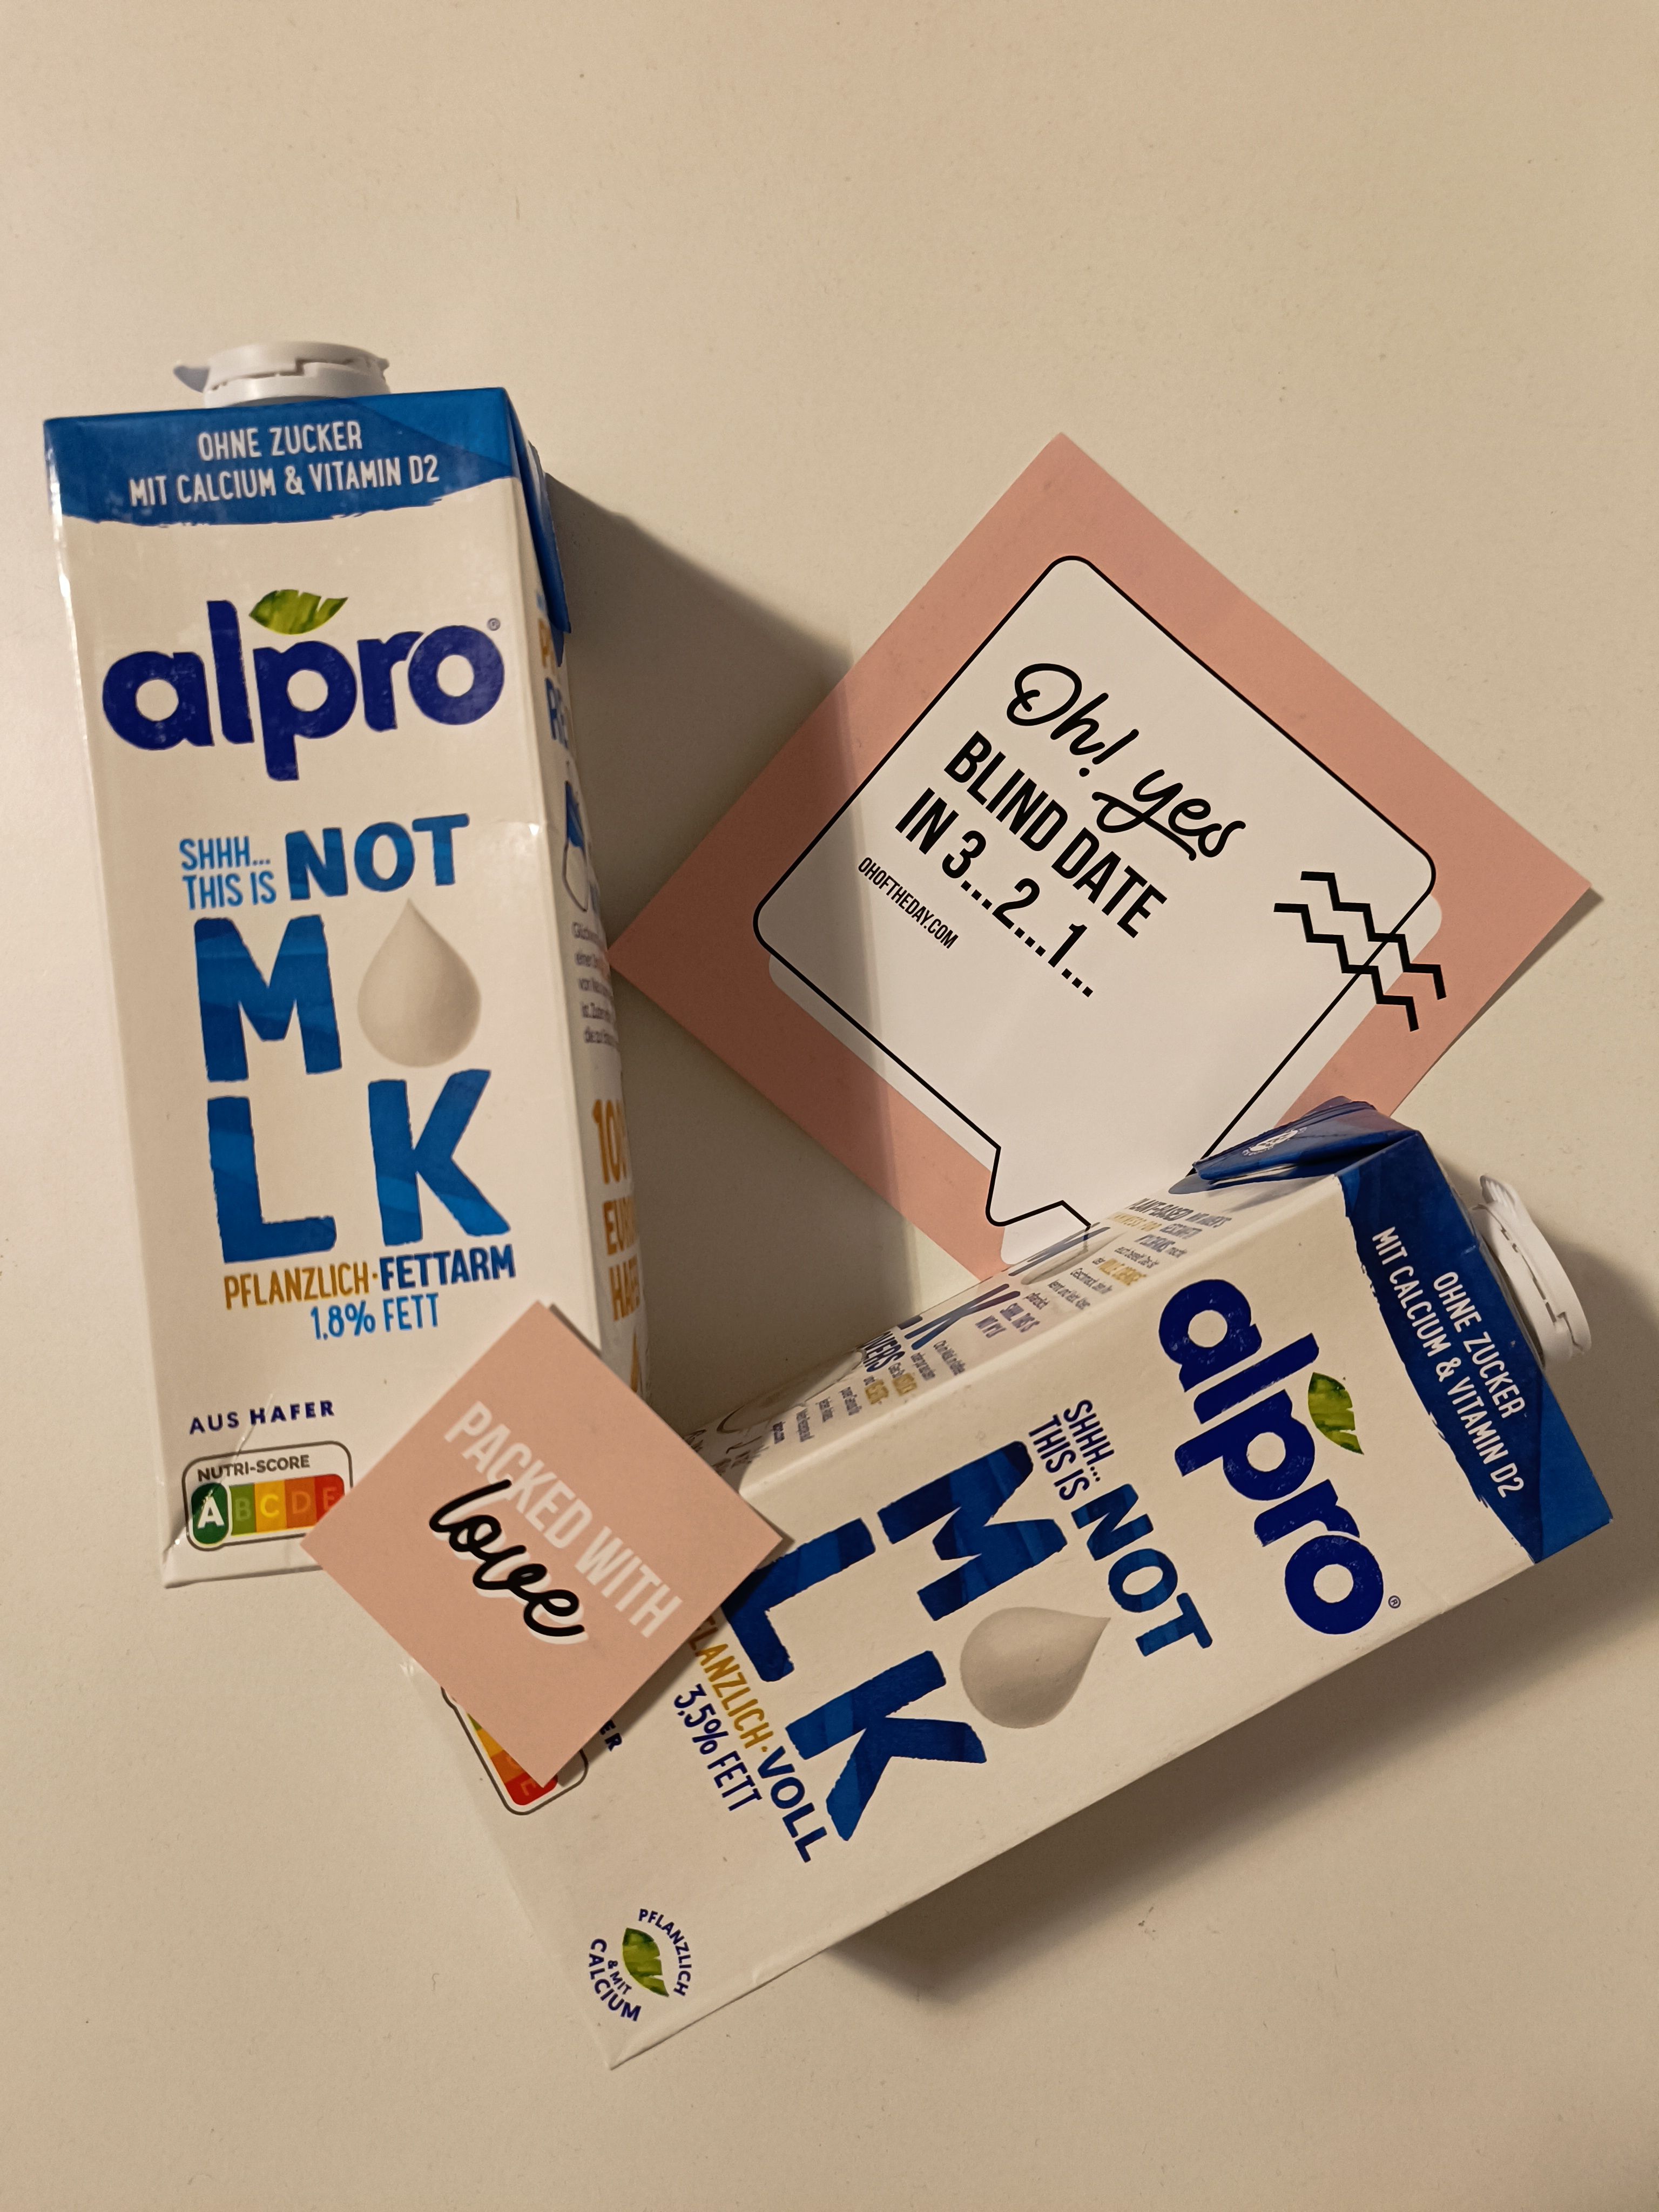 OHNE ZUCKER
MIT CALCIUM & VITAMIN D2
alpro®
SHHH...
THIS IS NOT
M LK
PFLANZLICH·FETTARM
1.8% FETT
AUS HAFER
NUTRI-SCORE
A B C D E
Oh! yes
BLIND DATE
IN 3...2...1...
OHOFTHEDAY.COM
PACKED WITH
love
OHNE ZUCKER
MIT CALCIUM & VITAMIN D2
alpro®
SHHH...
THIS IS NOT
M LK
VOLL
3,5% FETT
E
PFLANZLICH
& MIT
CALCIUM